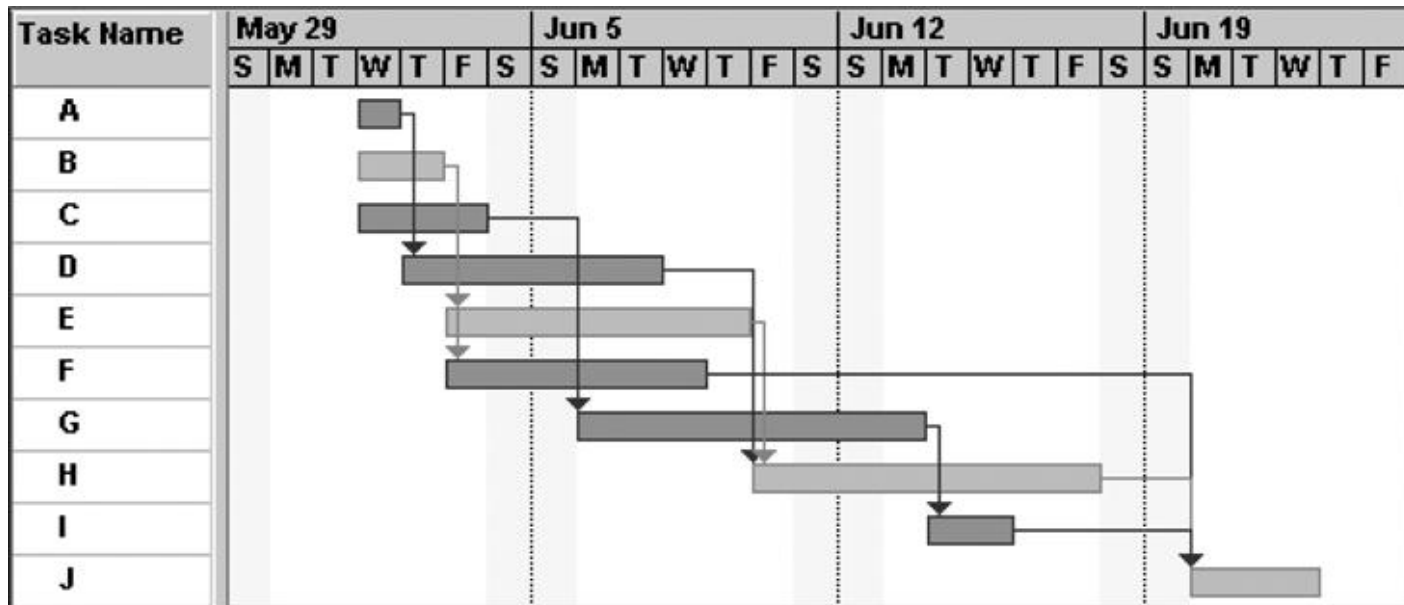 Task Name May 29 Jun 5 Jun 12 Jun 19
S M T W T F S S M T W T F S S M T W T F S S M T W T F
A
B
C
D
E
F
G
H
I
J